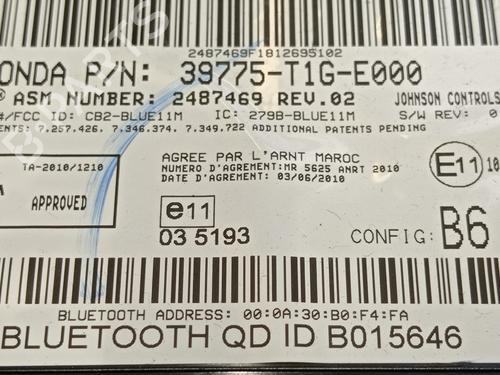 2487469F1812695102
ONDA P/N: 39775-T1G-E000
® ASM NUMBER: 2487469 REV.02 JOHNSON CONTROLS
#/FCC ID: CB2-BLUE11M IC: 279B-BLUE11M S/W REV: 0
ENTS: 7.257.426. 7.346.374. 7.349.722 ADDITIONAL PATENTS PENDING
TA-2010/1210
APPROVED
AGREE PAR L'ARNT MAROC
NUMERO D'AGREMENT:MR 5625 ANRT 2010
DATE D'AGREMENT: 03/06/2010
E11 10
e11
03 5193
CONFIG: B6
BLUETOOTH ADDRESS: 00:0A:30:B0:F4:FA
BLUETOOTH QD ID B015646